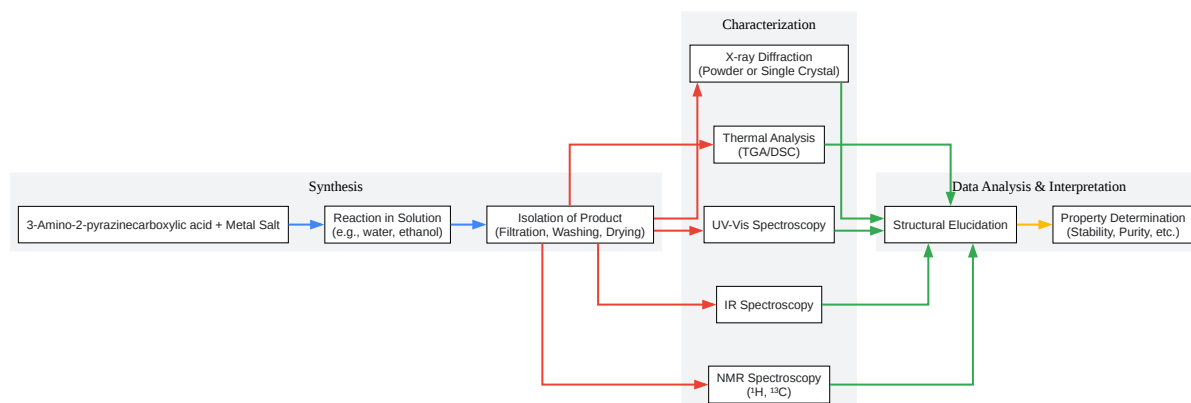 Characterization
X-ray Diffraction
(Powder or Single Crystal)
Thermal Analysis
(TGA/DSC)
Synthesis
Data Analysis & Interpretation
3-Amino-2-pyrazinecarboxylic acid + Metal Salt
Reaction in Solution
(e.g., water, ethanol)
Isolation of Product
(Filtration, Washing, Drying)
UV-Vis Spectroscopy
Structural Elucidation
Property Determination
(Stability, Purity, etc.)
IR Spectroscopy
NMR Spectroscopy
(¹H, ¹³C)